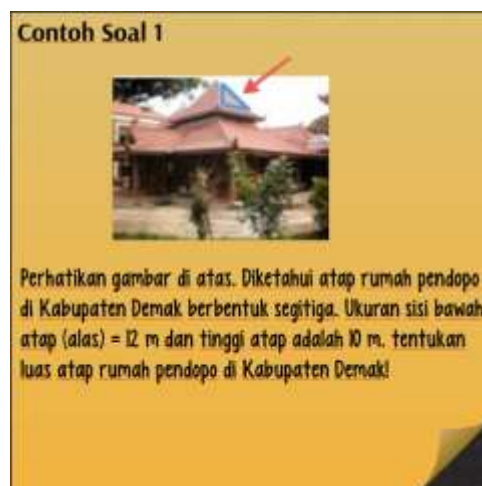 Contoh Soal 1
Perhatikan gambar di atas. Diketahui atap rumah pendopo
di Kabupaten Demak berbentuk segitiga. Ukuran sisi bawah
atap (alas) = 12 m dan tinggi atap adalah 10 m. tentukan
luas atap rumah pendopo di Kabupaten Demak!